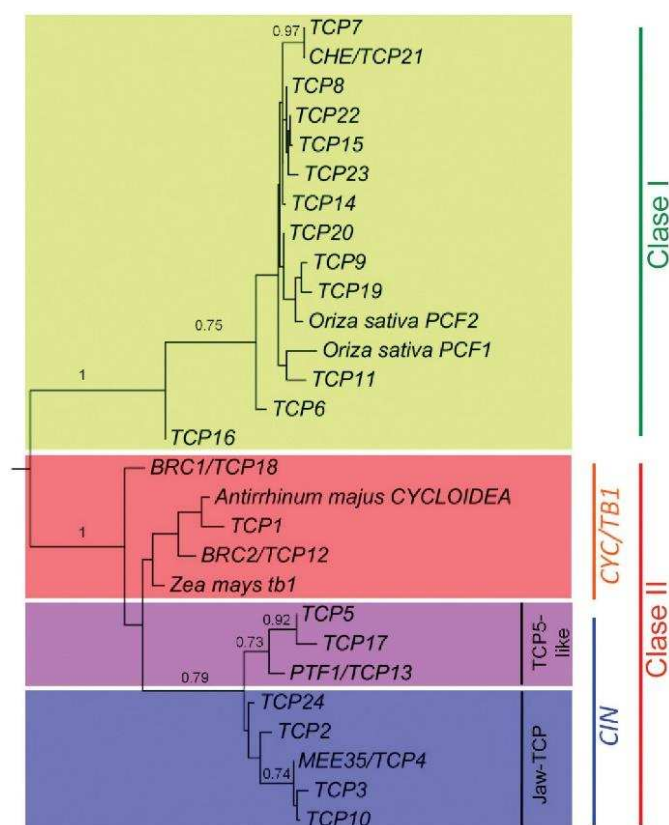 0.97
TCP7
CHE/TCP21
TCP8
TCP22
TCP15
TCP23
TCP14
TCP20
TCP9
TCP19
0.75
Oriza sativa PCF2
Oriza sativa PCF1
1
TCP11
TCP6
TCP16
Clase I
BRC1/TCP18
Antirrhinum majus CYCLOIDEA
1
TCP1
BRC2/TCP12
Zea mays tb1
CYC/TB1
0.92
TCP5
0.73
TCP17
PTF1/TCP13
TCP5-
like
0.79
TCP24
TCP2
MEE35/TCP4
0.74
TCP3
TCP10
Jaw-TCP
CIN
Clase II